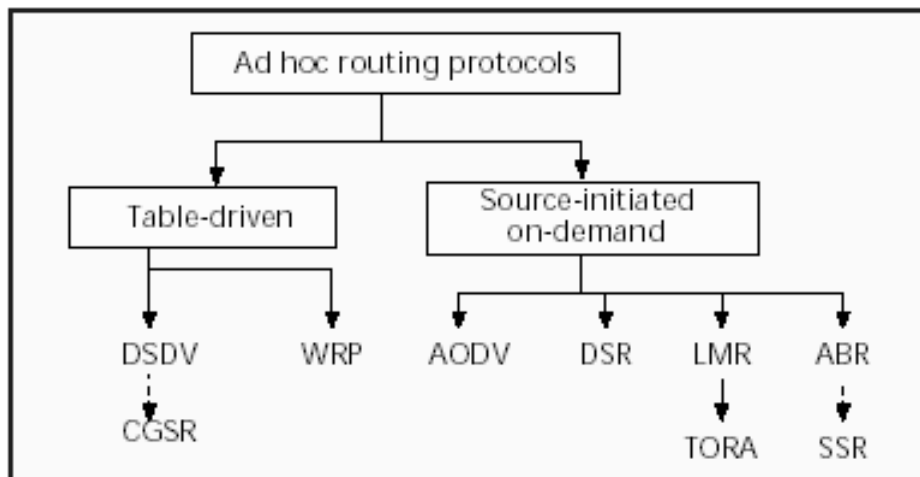 Ad hoc routing protocols
Table-driven
Source-initiated
on-demand
DSDV
WRP
AODV
DSR
LMR
ABR
CGSR
TORA
SSR